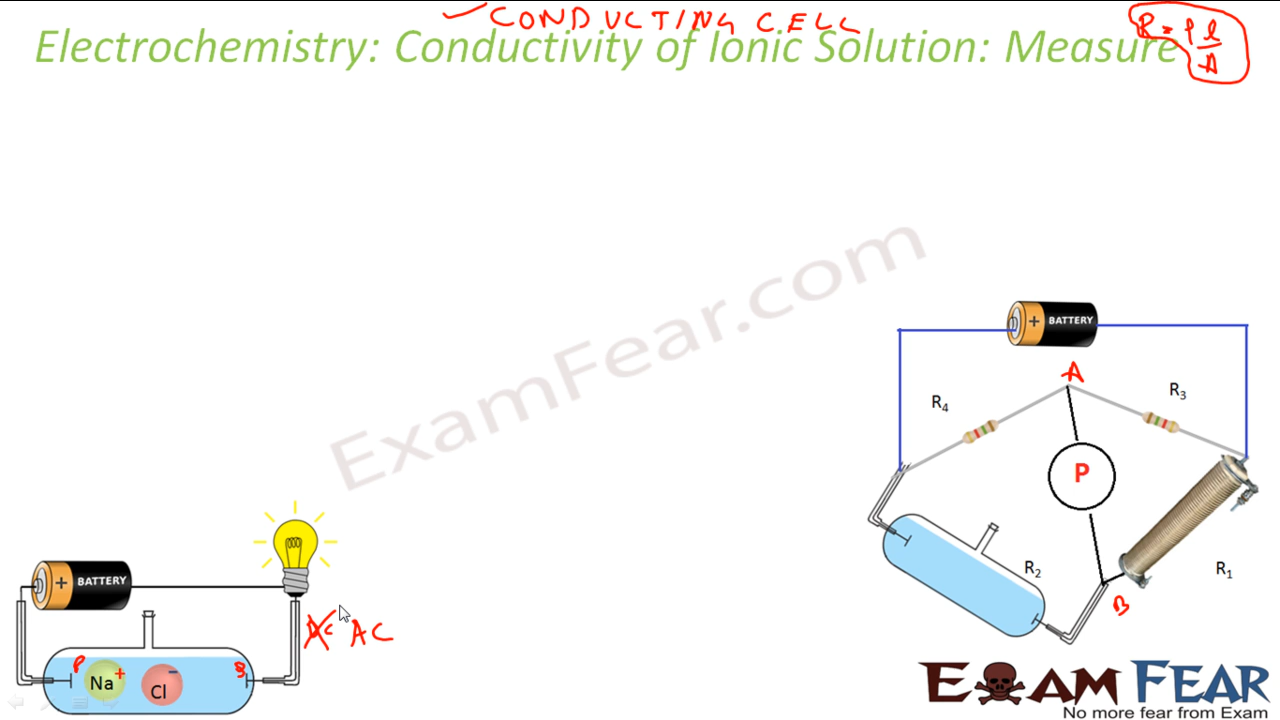 CONDUCTING CELL
Electrochemistry: Conductivity of Ionic Solution: Measure
R = ρ l/A
ExamFear.com
+ BATTERY
A
R3
R4
P
R2
R1
B
+ BATTERY
AC
P
Na +
Cl −
EXAM FEAR
No more fear from Exam